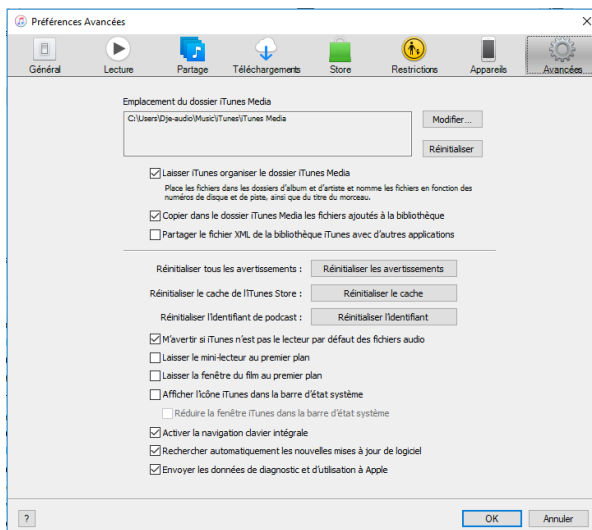 Préférences Avancées
Général Lecture Partage Téléchargements Store Restrictions Appareils Avancées
Emplacement du dossier iTunes Media
C:\Users\Dje-audio\Music\iTunes\iTunes Media
Modifier...
Réinitialiser
Laisser iTunes organiser le dossier iTunes Media
Place les fichiers dans les dossiers d'album et d'artiste et nomme les fichiers en fonction des
numéros de disque et de piste, ainsi que du titre du morceau.
Copier dans le dossier iTunes Media les fichiers ajoutés à la bibliothèque
Partager le fichier XML de la bibliothèque iTunes avec d'autres applications
Réinitialiser tous les avertissements : Réinitialiser les avertissements
Réinitialiser le cache de l'iTunes Store : Réinitialiser le cache
Réinitialiser l'identifiant de podcast : Réinitialiser l'identifiant
M'avertir si iTunes n'est pas le lecteur par défaut des fichiers audio
Laisser le mini-lecteur au premier plan
Laisser la fenêtre du film au premier plan
Afficher l'icône iTunes dans la barre d'état système
Réduire la fenêtre iTunes dans la barre d'état système
Activer la navigation clavier intégrale
Rechercher automatiquement les nouvelles mises à jour de logiciel
Envoyer les données de diagnostic et d'utilisation à Apple
? OK Annuler